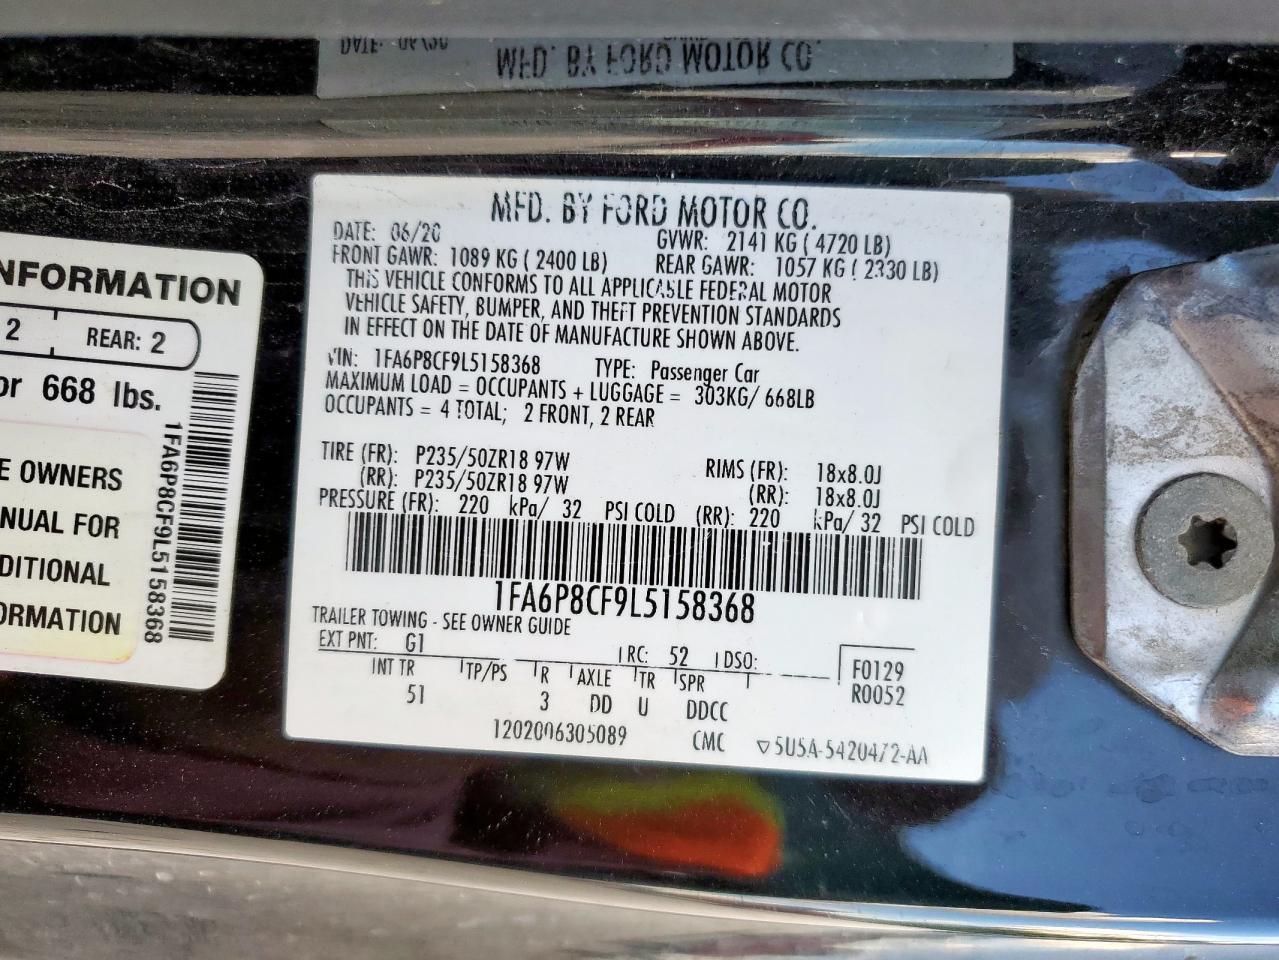 MFD. BY FORD MOTOR CO.
DATE: 06/20 GVWR: 2141 KG ( 4720 LB)
FRONT GAWR: 1089 KG ( 2400 LB) REAR GAWR: 1057 KG ( 2330 LB)
THIS VEHICLE CONFORMS TO ALL APPLICABLE FEDERAL MOTOR
VEHICLE SAFETY, BUMPER, AND THEFT PREVENTION STANDARDS
IN EFFECT ON THE DATE OF MANUFACTURE SHOWN ABOVE.
VIN: 1FA6P8CF9L5158368 TYPE: Passenger Car
MAXIMUM LOAD = OCCUPANTS + LUGGAGE = 303KG/ 668LB
OCCUPANTS = 4 TOTAL; 2 FRONT, 2 REAR
TIRE (FR): P235/50ZR18 97W RIMS (FR): 18x8.0J
(RR): P235/50ZR18 97W (RR): 18x8.0J
PRESSURE (FR): 220 kPa/ 32 PSI COLD (RR): 220 kPa/ 32 PSI COLD
1FA6P8CF9L5158368
TRAILER TOWING - SEE OWNER GUIDE
EXT PNT: G1 RC: 52 DSO: F0129
INT TR TP/PS R AXLE TR SPR R0052
51 3 DD U DDCC
1202006305089 CMC 5U5A-5420472-AA
NFORMATION
2 REAR: 2
or 668 lbs.
E OWNERS
NUAL FOR
DITIONAL
ORMATION
1FA6P8CF9L5158368
MFD. BY FORD MOTOR CO.